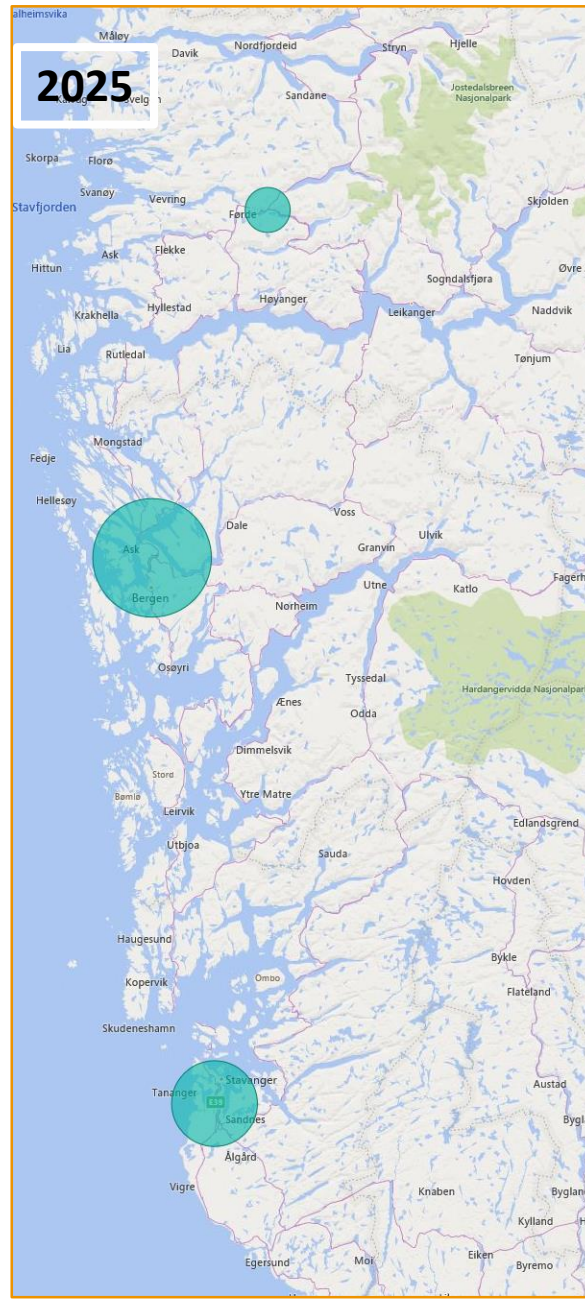 alheimsvika
Måløy
Davik
Nordfjordeid
Stryn
Hjelle
2025
Sandane
Jostedalsbreen
Nasjonalpark
Skorpa
Florø
Svanøy
Vevring
Stavfjorden
Førde
Skjolden
Ask
Flekke
Hittun
Sogndalsfjøra
Øvre
Krakhella
Hyllestad
Høyanger
Leikanger
Naddvik
Lia
Rutledal
Tønjum
Mongstad
Fedje
Hellesøy
Dale
Voss
Ulvik
Ask
Granvin
Bergen
Norheim
Utne
Katlo
Fagerh
Osøyri
Tyssedal
Hardangervidda Nasjonalpark
Ænes
Odda
Dimmelsvik
Stord
Bømlo
Ytre Matre
Leirvik
Edlandsgrend
Utbjoa
Sauda
Hovden
Haugesund
Bykle
Kopervik
Ombo
Flateland
Skudeneshamn
Tananger
Stavanger
Austad
E39
Sandnes
Bygl
Ålgård
Vigre
Knaben
Bygland
Kylland
Egersund
Moi
Eiken
Byremo